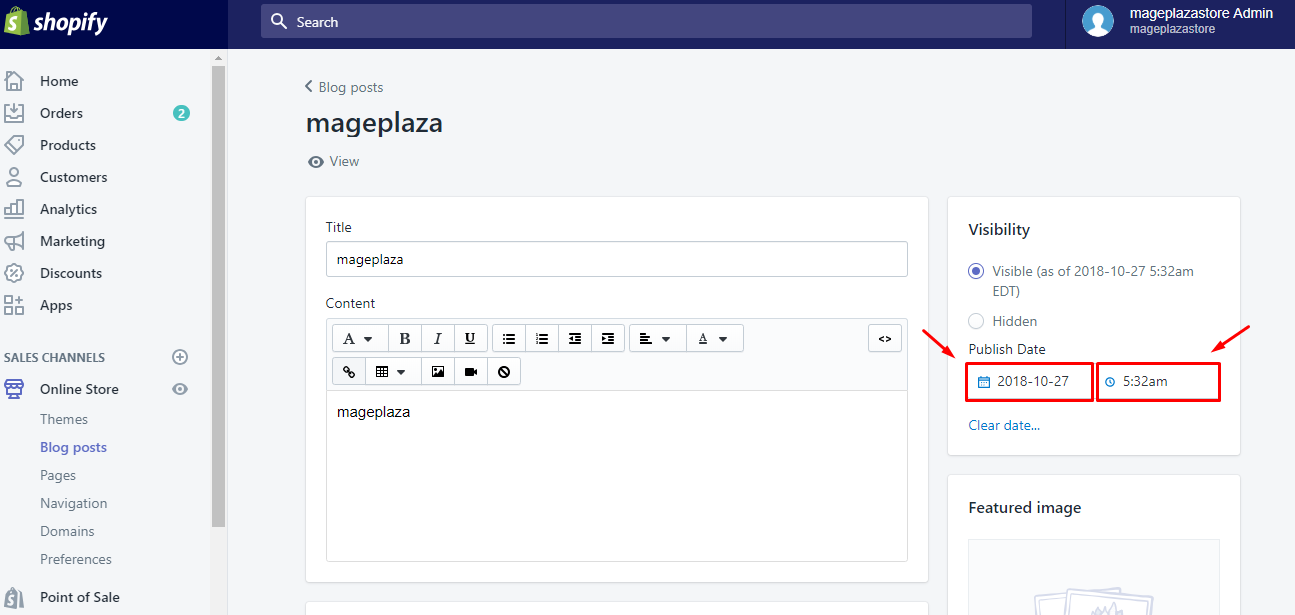 shopify
Search
mageplazastore Admin
mageplazastore
Home
Orders
2
Products
Customers
Analytics
Marketing
Discounts
Apps
SALES CHANNELS
Online Store
Themes
Blog posts
Pages
Navigation
Domains
Preferences
Point of Sale
Blog posts
mageplaza
View
Title
mageplaza
Content
A
B
I
U
A
<>
mageplaza
Visibility
Visible (as of 2018-10-27 5:32am
EDT)
Hidden
Publish Date
2018-10-27
5:32am
Clear date...
Featured image